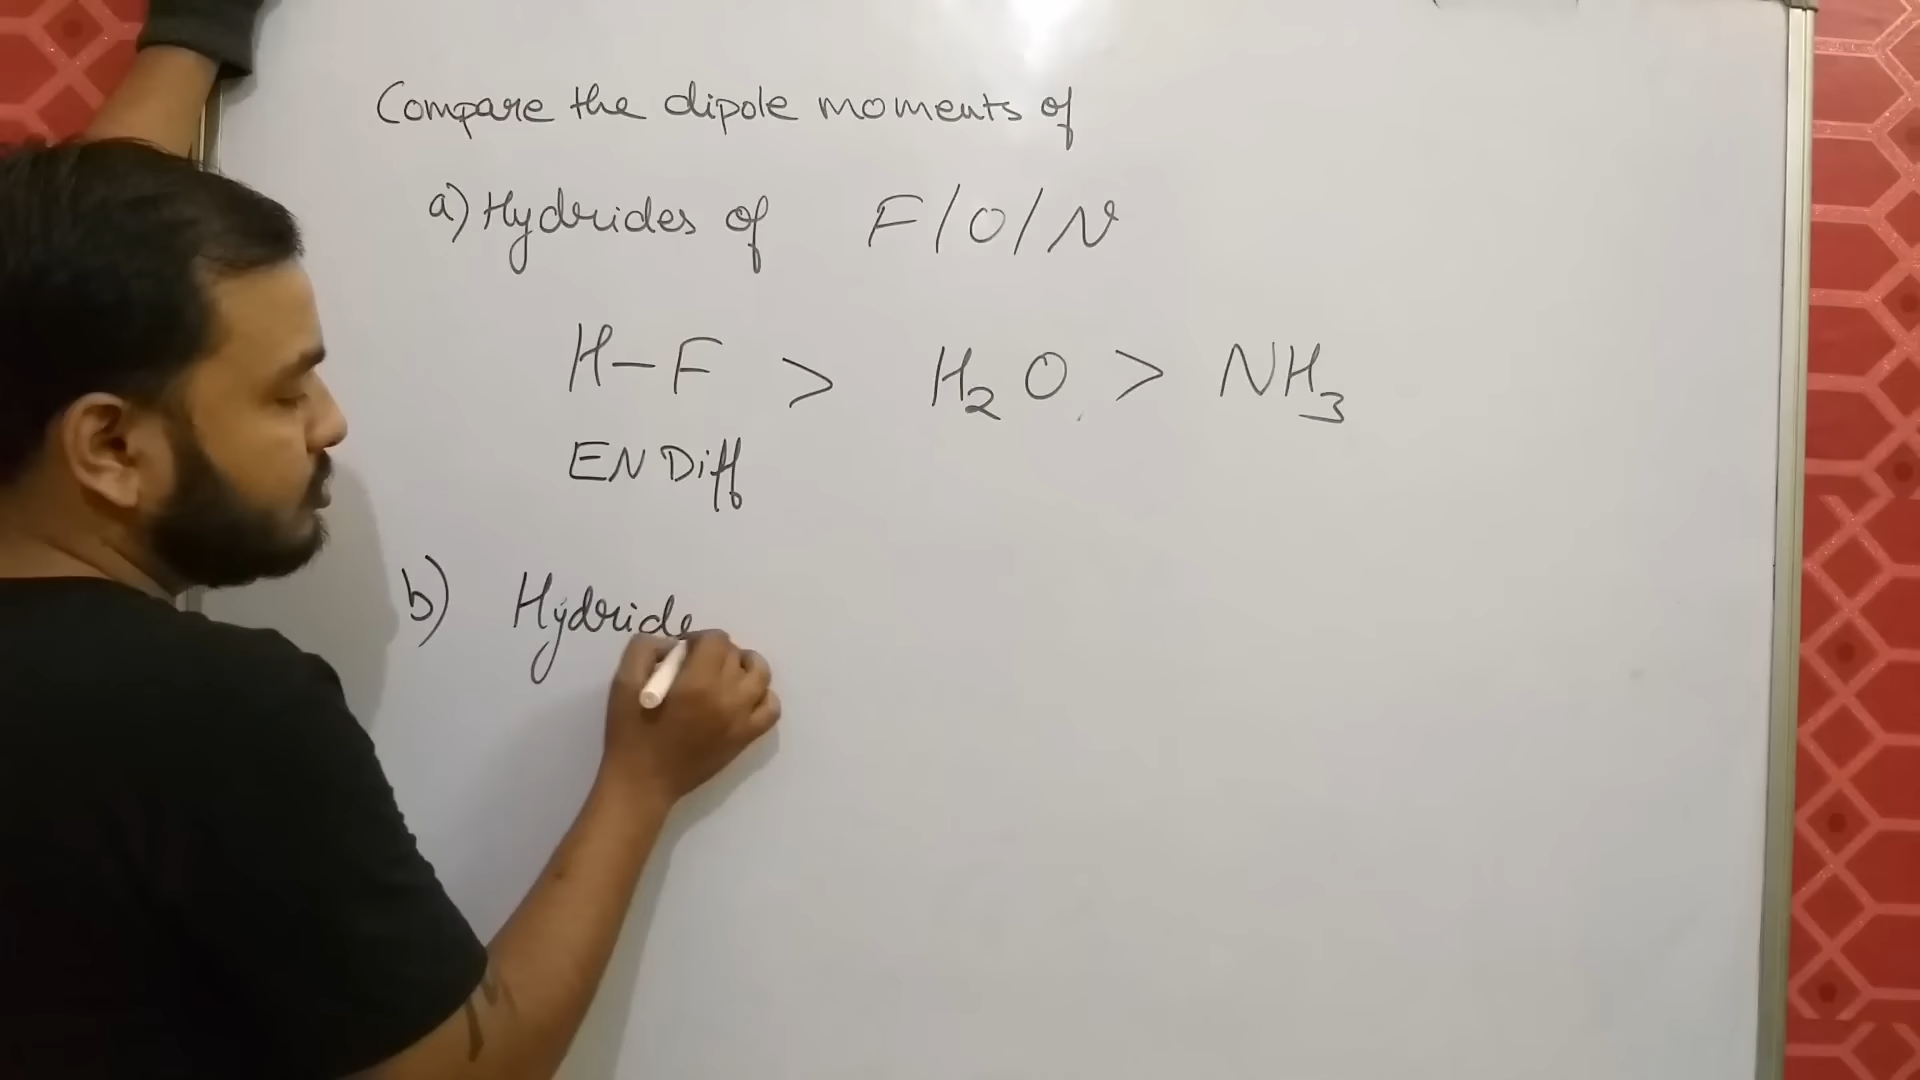 Compare the dipole moments of
a) Hydrides of F/O/N
H-F > H₂O > NH₃
EN Diff
b) Hydride